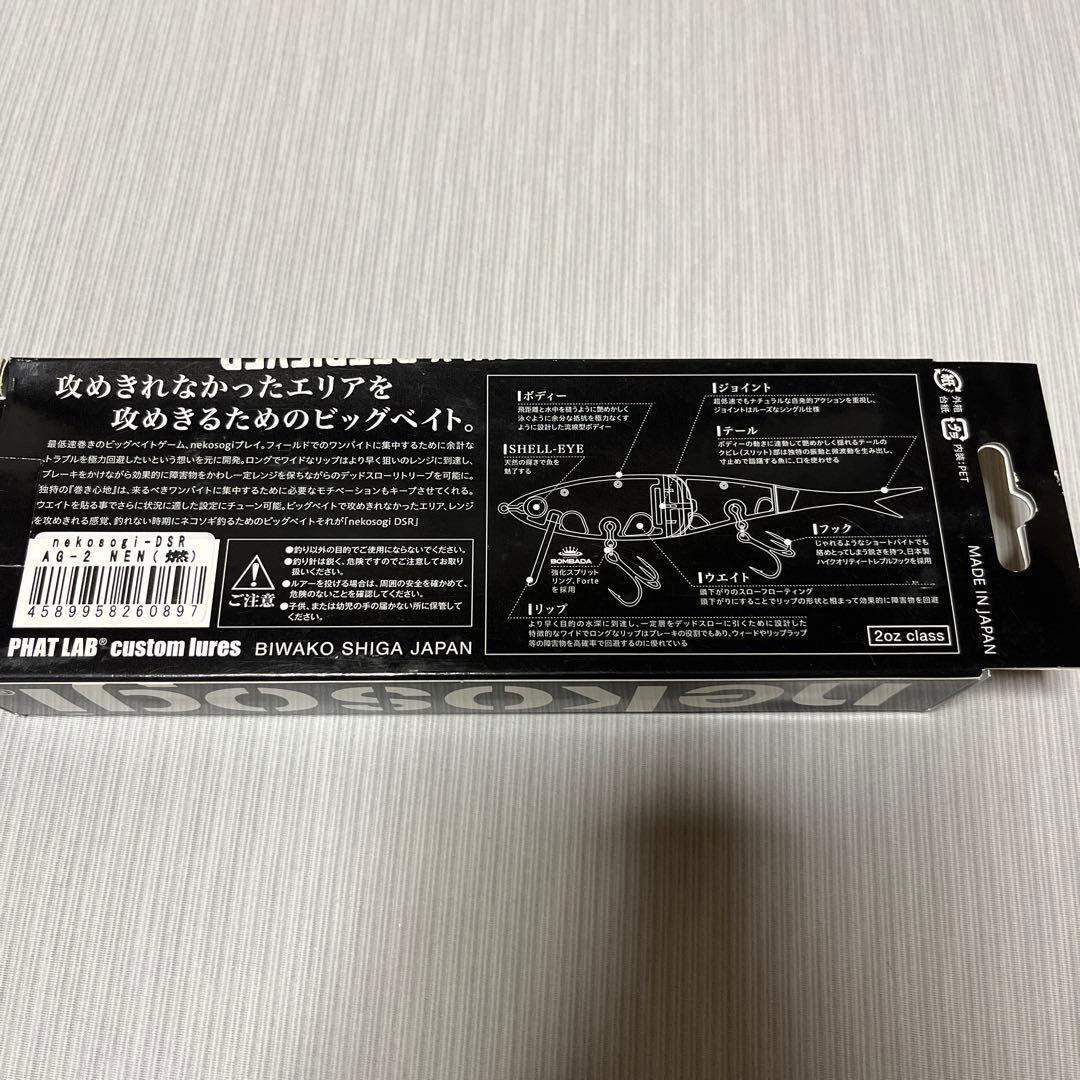 攻めきれなかったエリアを
攻めきるためのビッグベイト。
最低速巻きのビッグベイトゲーム、nekosogiプレイ。フィールドでのワンバイトに集中するために余計な
トラブルを極力回避したいという想いを元に開発。ロングでワイドなリップはより早く狙いのレンジに到達し、
ブレーキをかけながら効果的に障害物をかわし一定レンジを保ちながらのデッドスローリトリーブを可能に。
独特の『巻き心地』は、来るべきワンバイトに集中するために必要なモチベーションもキープさせてくれる。
ウエイトを貼る事でさらに状況に適した設定にチューン可能。ビッグベイトで攻めきれなかったエリア、レンジ
を攻めきれる感覚、釣れない時期にネコソギ釣るためのビッグベイトそれが「nekosogi DSR」
nekosogi-DSR
AG-2 NEN(燃)
4589958260897
ご注意
●釣り以外の目的でご使用にならないでください。
●釣り針は鋭く、危険ですのでご注意してお取り
扱いください。
●ルアーを投げる場合は、周囲の安全を確かめて、
危険のないことを確認してください。
●子供、または幼児の手の届かない所に保管して
ください。
PHAT LAB® custom lures BIWAKO SHIGA JAPAN
ボディー
飛距離と水中を縫うように艶めかしく
泳ぐように余分な抵抗を極力なくす
ように設計した流線型ボディー
SHELL-EYE
天然の輝きで魚を
魅了する
ジョイント
超低速でもナチュラルな自発的アクションを重視し、
ジョイントはルーズなシングル仕様
テール
ボディーの動きに連動して艶めかしく揺れるテールの
クビレ(スリット)部は独特の振動と微波動を生み出し、
寸止めで躊躇する魚に、口を使わせる
フック
じゃれるようなショートバイトでも
絡めとってしまう鋭さを持つ、日本製
ハイクオリティートレブルフックを採用
BOMBADA
強化スプリット
リング、Forte
を採用
ウエイト
頭下がりのスローフローティング
頭下がりにすることでリップの形状と相まって効果的に障害物を回避
リップ
より早く目的の水深に到達し、一定層をデッドスローに引くために設計した
特徴的なワイドでロングなリップはブレーキの役割でもあり、ウィードやリップラップ
等の障害物を高確率で回避するのに優れている。
2oz class
紙
外箱
台紙
プラ
内装:PET
MADE IN JAPAN
nekosogi®